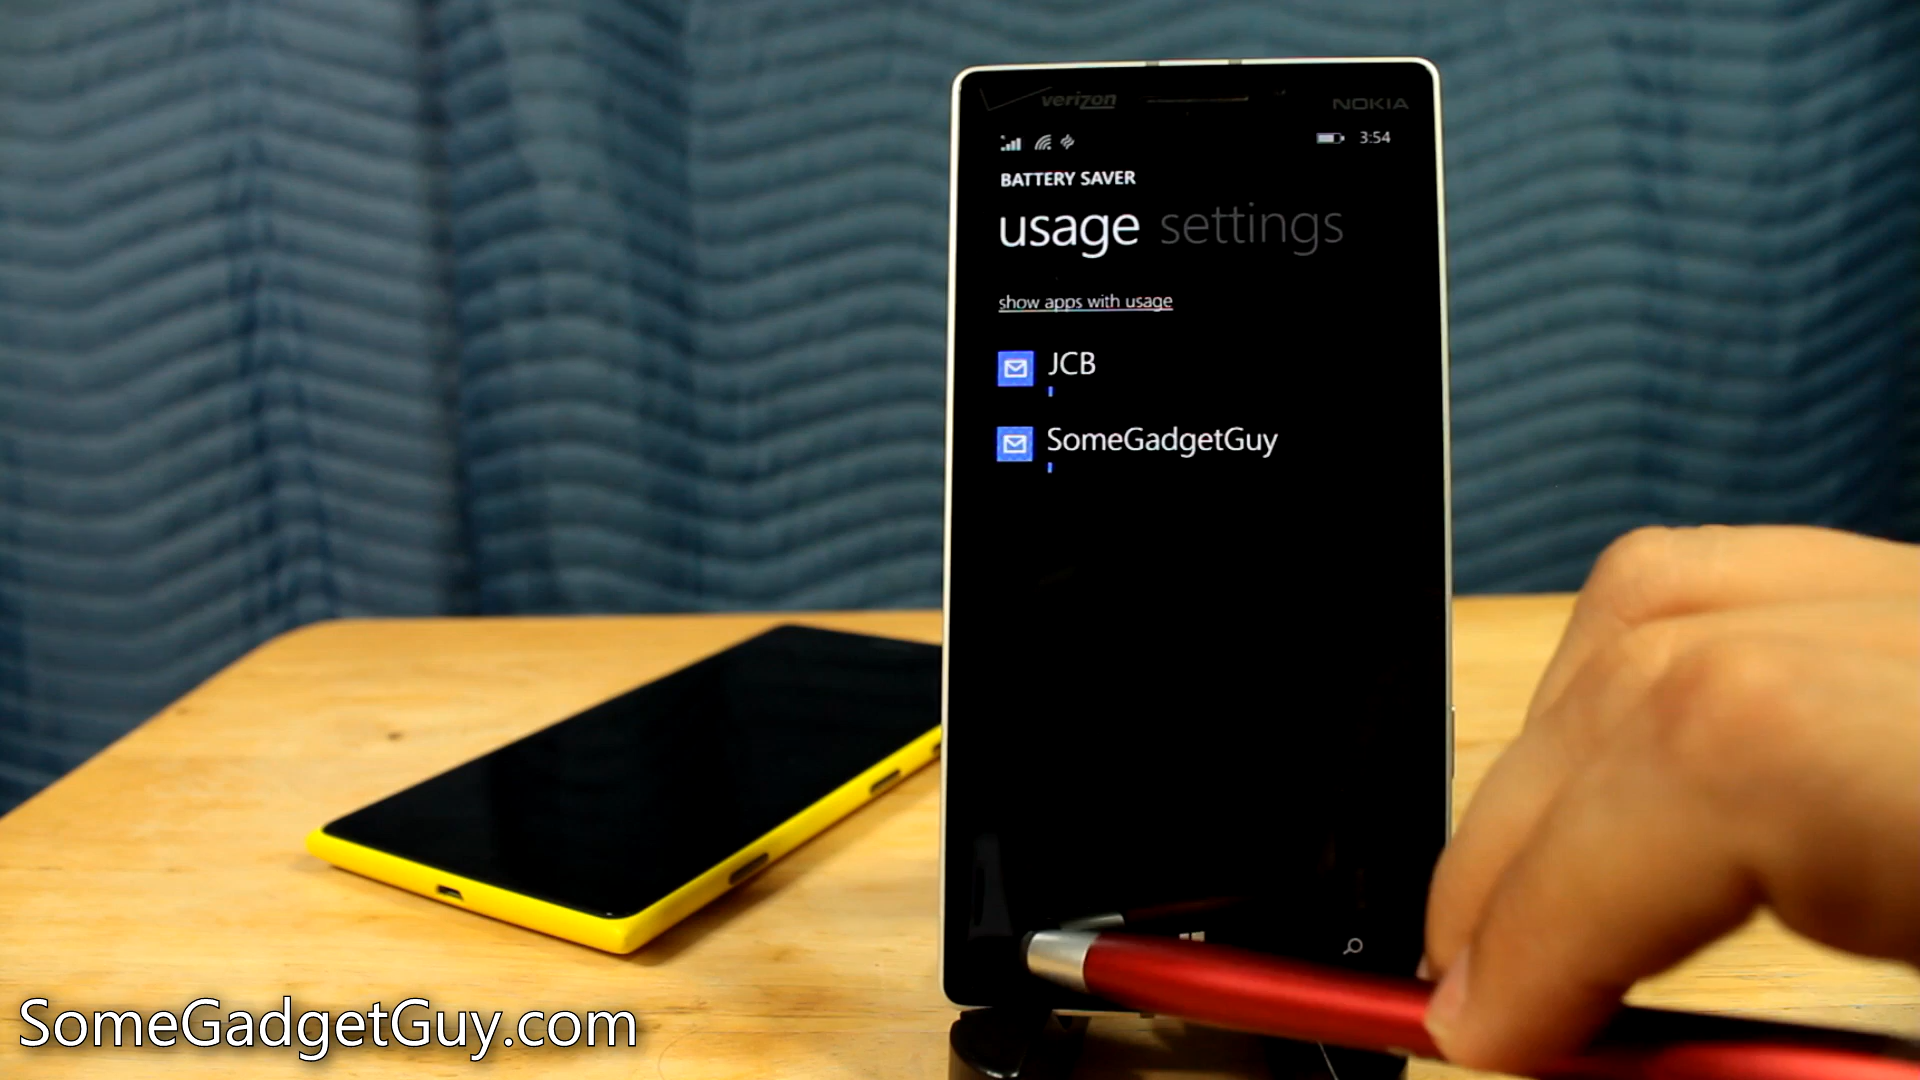 verizon
NOKIA
3:54
BATTERY SAVER
usage settings
show apps with usage
JCB
SomeGadgetGuy
SomeGadgetGuy.com